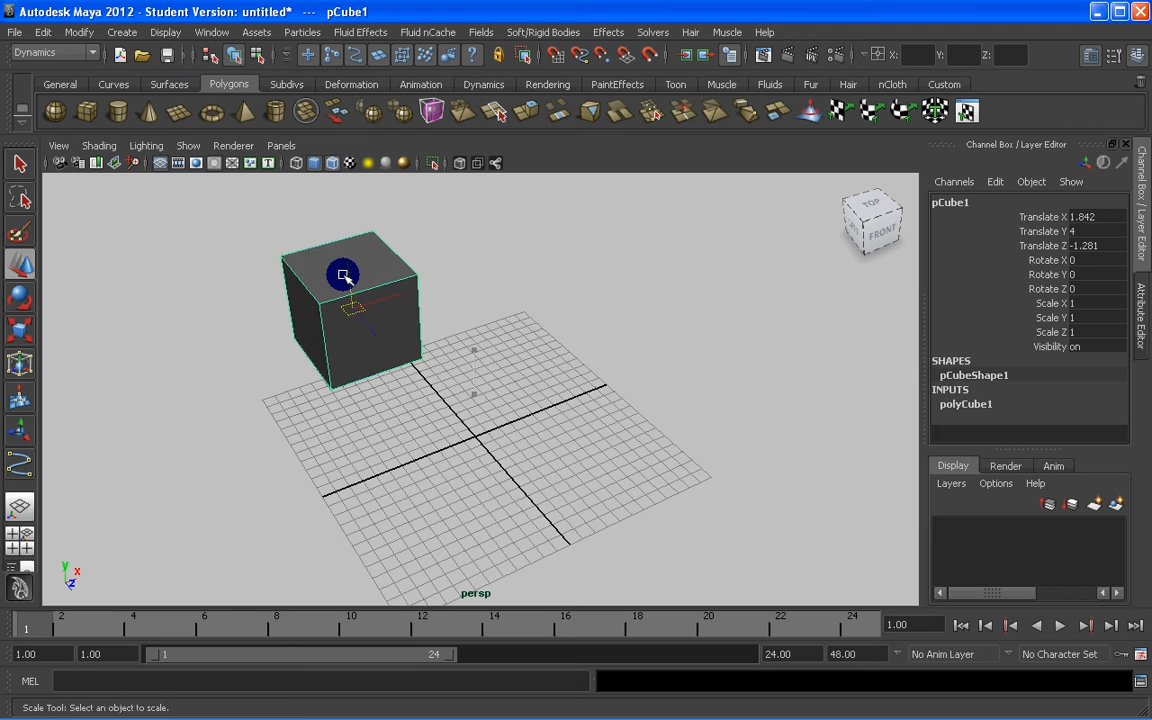 Autodesk Maya 2012 - Student Version: untitled* --- pCube1
File Edit Modify Create Display Window Assets Particles Fluid Effects Fluid nCache Fields Soft/Rigid Bodies Effects Solvers Hair Muscle Help
Dynamics X: Y: Z:
General Curves Surfaces Polygons Subdivs Deformation Animation Dynamics Rendering PaintEffects Toon Muscle Fluids Fur Hair nCloth Custom
View Shading Lighting Show Renderer Panels
Channel Box / Layer Editor
Channels Edit Object Show
pCube1
Translate X 1.842
Translate Y 4
Translate Z -1.281
Rotate X 0
Rotate Y 0
Rotate Z 0
Scale X 1
Scale Y 1
Scale Z 1
Visibility on
SHAPES
pCubeShape1
INPUTS
polyCube1
Channel Box / Layer Editor
Attribute Editor
TOP
FRONT
Display Render Anim
Layers Options Help
y
x
z
persp
2 4 6 8 10 12 14 16 18 20 22 24
1
1.00
1.00 1.00 1 24 24.00 48.00 No Anim Layer No Character Set
MEL
Scale Tool: Select an object to scale.